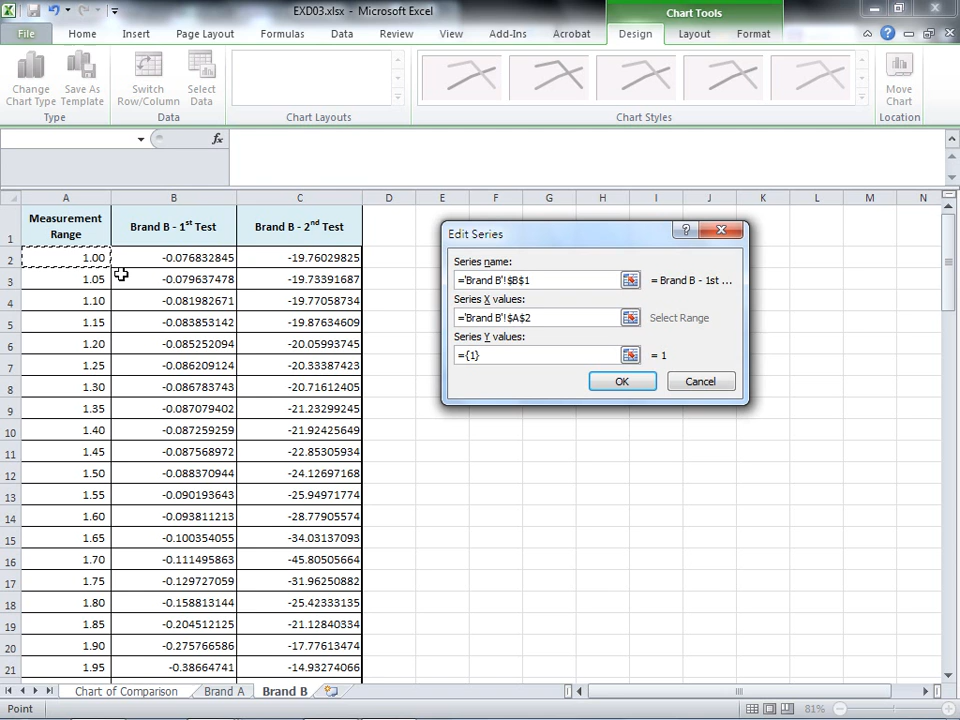 EXD03.xlsx - Microsoft Excel
Chart Tools
File Home Insert Page Layout Formulas Data Review View Add-Ins Acrobat Design Layout Format
Change Chart Type
Save As Template
Switch Row/Column
Select Data
Move Chart
Type Data Chart Layouts Chart Styles Location
fx
A B C D E F G H I J K L M N
1 Measurement Range Brand B - 1st Test Brand B - 2nd Test
2 1.00 -0.076832845 -19.76029825
3 1.05 -0.079637478 -19.73391687
4 1.10 -0.081982671 -19.77058734
5 1.15 -0.083853142 -19.87634609
6 1.20 -0.085252094 -20.05993745
7 1.25 -0.086209124 -20.33387423
8 1.30 -0.086783743 -20.71612405
9 1.35 -0.087079402 -21.23299245
10 1.40 -0.087259259 -21.92425649
11 1.45 -0.087568972 -22.85305934
12 1.50 -0.088370944 -24.12697168
13 1.55 -0.090193643 -25.94971774
14 1.60 -0.093811213 -28.77905574
15 1.65 -0.100354055 -34.03137093
16 1.70 -0.111495863 -45.80505664
17 1.75 -0.129727059 -31.96250882
18 1.80 -0.158813144 -25.42333135
19 1.85 -0.204512125 -21.12840334
20 1.90 -0.275766586 -17.77613474
21 1.95 -0.38664741 -14.93274066
Edit Series
Series name:
='Brand B'!$B$1 = Brand B - 1st ...
Series X values:
='Brand B'!$A$2 Select Range
Series Y values:
={1} = 1
OK Cancel
Chart of Comparison Brand A Brand B
Point 81%